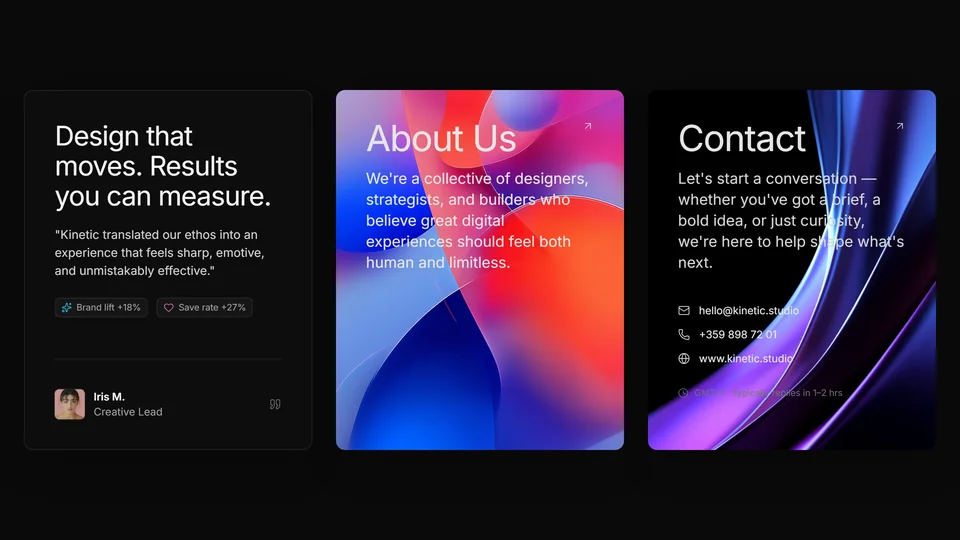 Design that
moves. Results
you can measure.
"Kinetic translated our ethos into an
experience that feels sharp, emotive,
and unmistakably effective."
Brand lift +18%
Save rate +27%
Iris M.
Creative Lead
About Us
We're a collective of designers,
strategists, and builders who
believe great digital
experiences should feel both
human and limitless.
Contact
Let's start a conversation —
whether you've got a brief, a
bold idea, or just curiosity,
we're here to help shape what's
next.
hello@kinetic.studio
+359 898 72 01
www.kinetic.studio
replies in 1–2 hrs